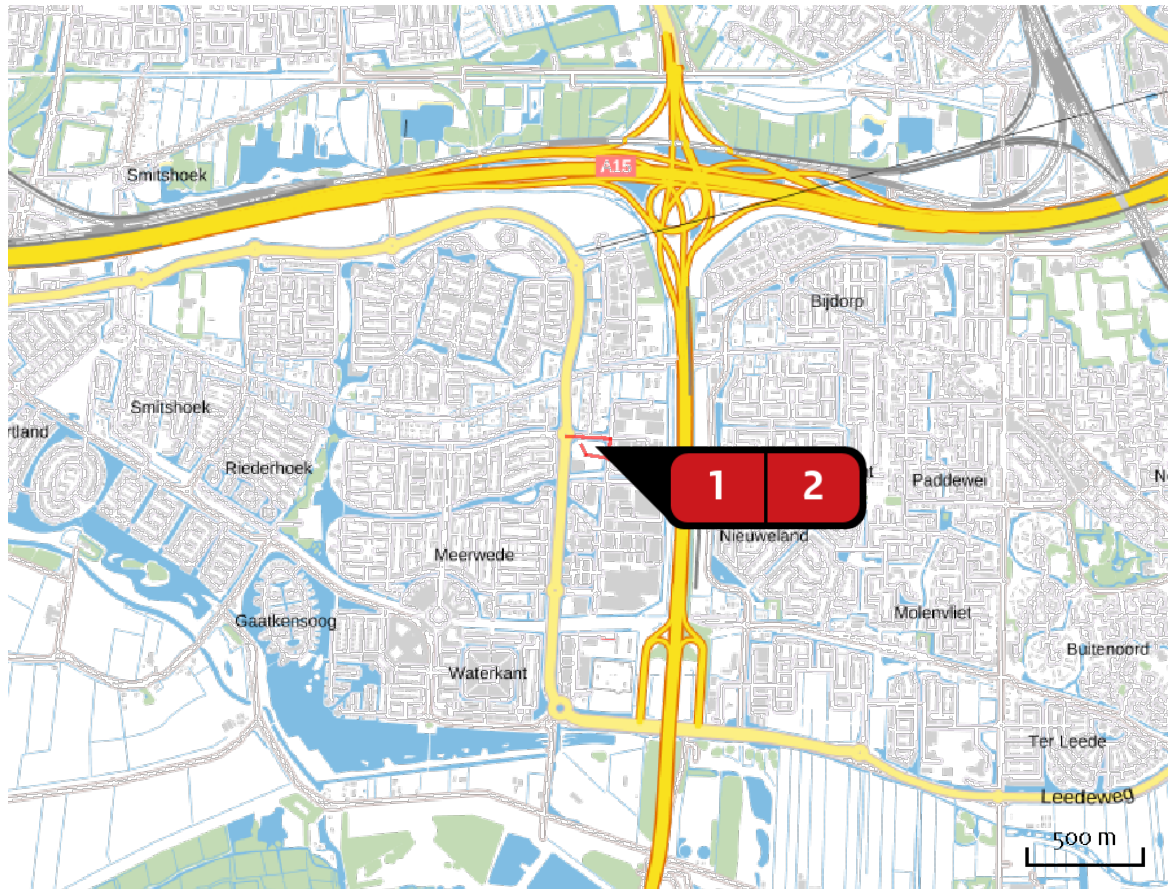 A15
Smitshoek
Bijdorp
Smitshoek
rtland
Riederhoek
1 2
Paddewei
Nieuweland
Meerwede
Molenvliet
Gaatkensoog
Buitenoord
Waterkant
Ter Leede
Leedeweg
500 m